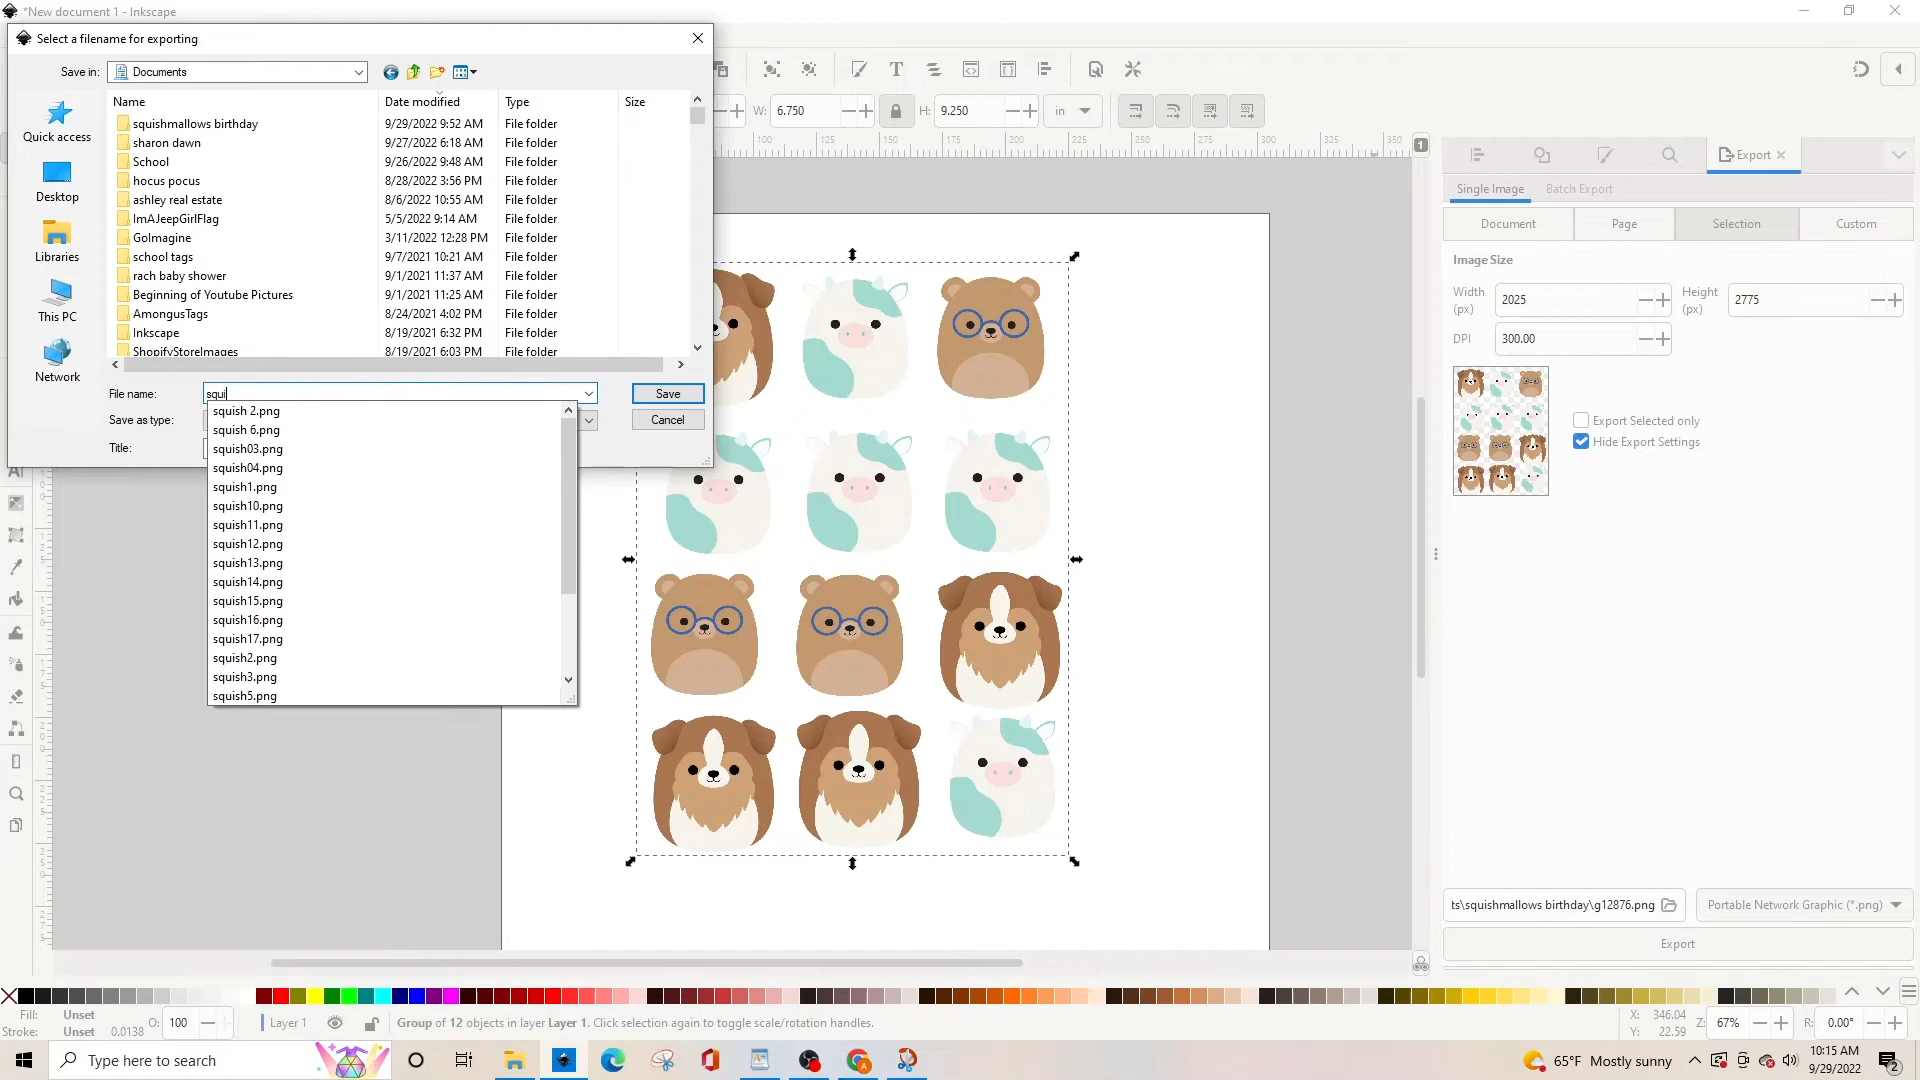 *New document 1 - Inkscape
Select a filename for exporting
Save in: Documents
Name Date modified Type Size
squishmallows birthday 9/29/2022 9:52 AM File folder
sharon dawn 9/27/2022 6:18 AM File folder
School 9/26/2022 9:48 AM File folder
hocus pocus 8/28/2022 3:56 PM File folder
ashley real estate 8/6/2022 10:55 AM File folder
ImAJeepGirlFlag 5/5/2022 9:14 AM File folder
GoImagine 3/11/2022 12:28 PM File folder
school tags 9/7/2021 10:21 AM File folder
rach baby shower 9/1/2021 11:37 AM File folder
Beginning of Youtube Pictures 9/1/2021 11:25 AM File folder
AmongusTags 8/24/2021 4:02 PM File folder
Inkscape 8/19/2021 6:32 PM File folder
ShopifyStoreImages 8/19/2021 6:03 PM File folder
Quick access
Desktop
Libraries
This PC
Network
File name: squi Save
Save as type: Cancel
Title:
squish 2.png
squish 6.png
squish03.png
squish04.png
squish1.png
squish10.png
squish11.png
squish12.png
squish13.png
squish14.png
squish15.png
squish16.png
squish17.png
squish2.png
squish3.png
squish5.png
W: 6.750 H: 9.250 in
100 125 150 175 200 225 250 275 300 325 350
1
Export
Single Image Batch Export
Document Page Selection Custom
Image Size
Width (px) 2025 Height (px) 2775
DPI 300.00
Export Selected only
Hide Export Settings
ts\squishmallows birthday\g12876.png Portable Network Graphic (*.png)
Export
Fill: Unset
Stroke: Unset 0.0138 O: 100 Layer 1 Group of 12 objects in layer Layer 1. Click selection again to toggle scale/rotation handles.
X: 346.04
Y: 22.59 Z: 67% R: 0.00°
Type here to search
65°F Mostly sunny
10:15 AM
9/29/2022
2